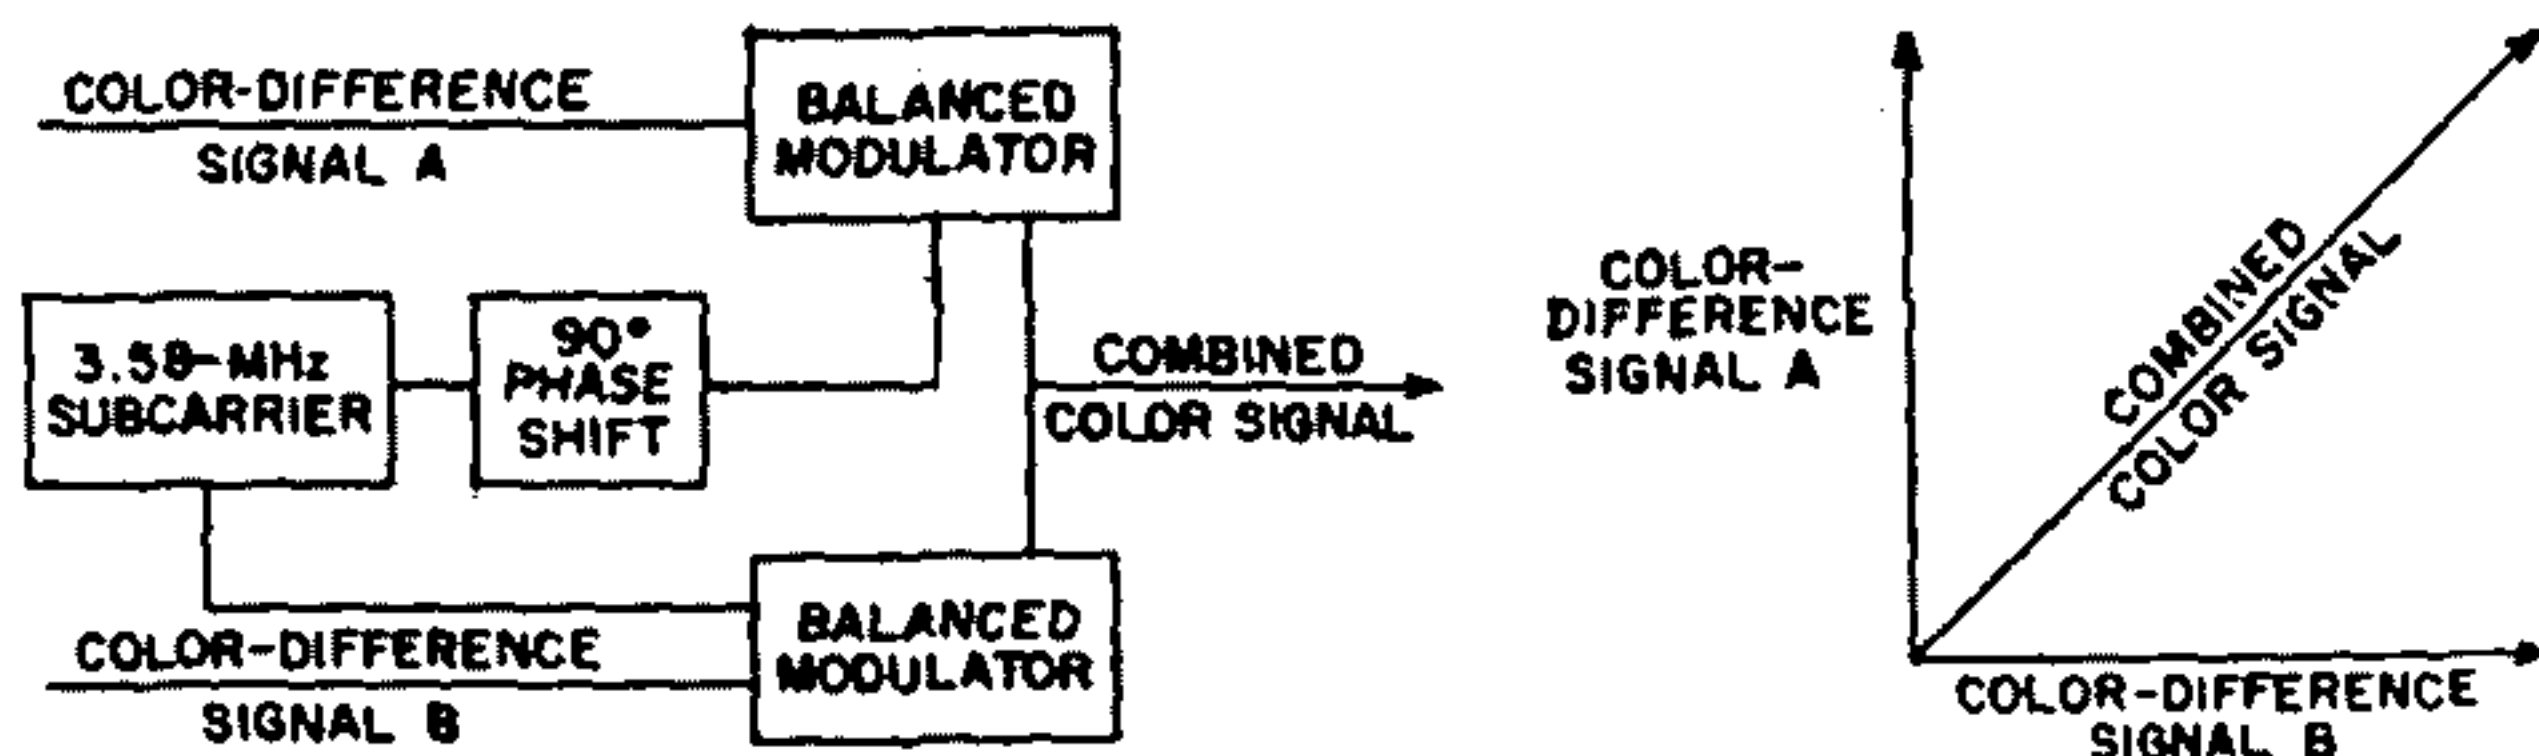 COLOR-DIFFERENCE
SIGNAL A
BALANCED
MODULATOR
3.58-MHz
SUBCARRIER
90°
PHASE
SHIFT
COMBINED
COLOR SIGNAL
COLOR-DIFFERENCE
SIGNAL B
BALANCED
MODULATOR
COLOR-
DIFFERENCE
SIGNAL A
COMBINED
COLOR SIGNAL
COLOR-DIFFERENCE
SIGNAL B